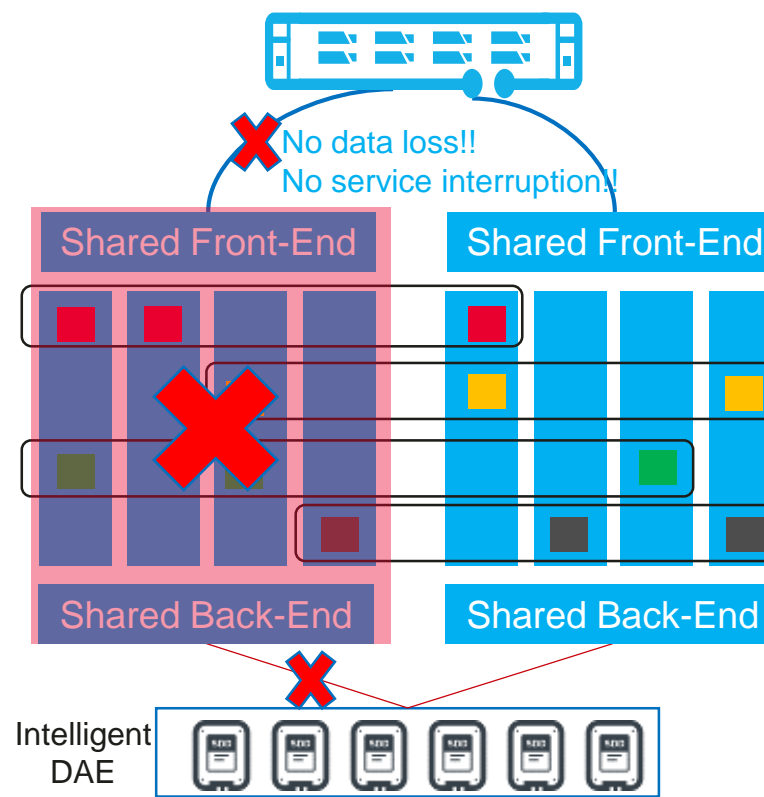 No data loss!!
No service interruption!!
Shared Front-End
Shared Front-End
Shared Back-End
Shared Back-End
Intelligent
DAE